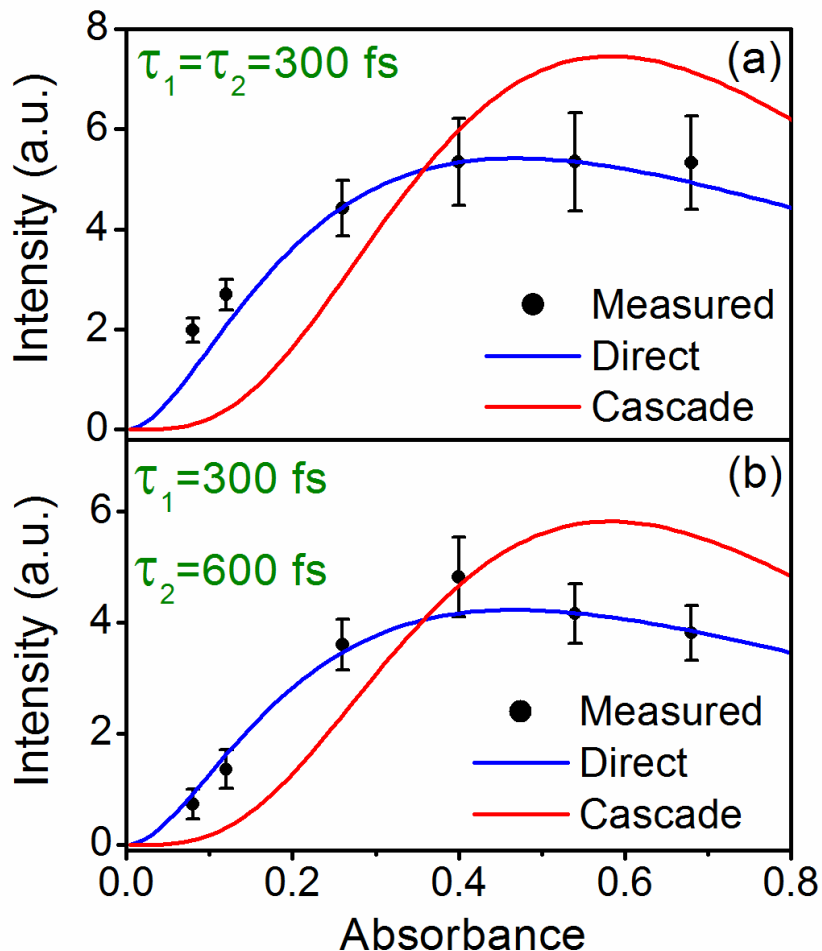 8
6
4
2
0
Intensity (a.u.)
τ₁=τ₂=300 fs
(a)
Measured
Direct
Cascade
6
4
2
0
Intensity (a.u.)
τ₁=300 fs
(b)
τ₂=600 fs
Measured
Direct
Cascade
0.0 0.2 0.4 0.6 0.8
Absorbance